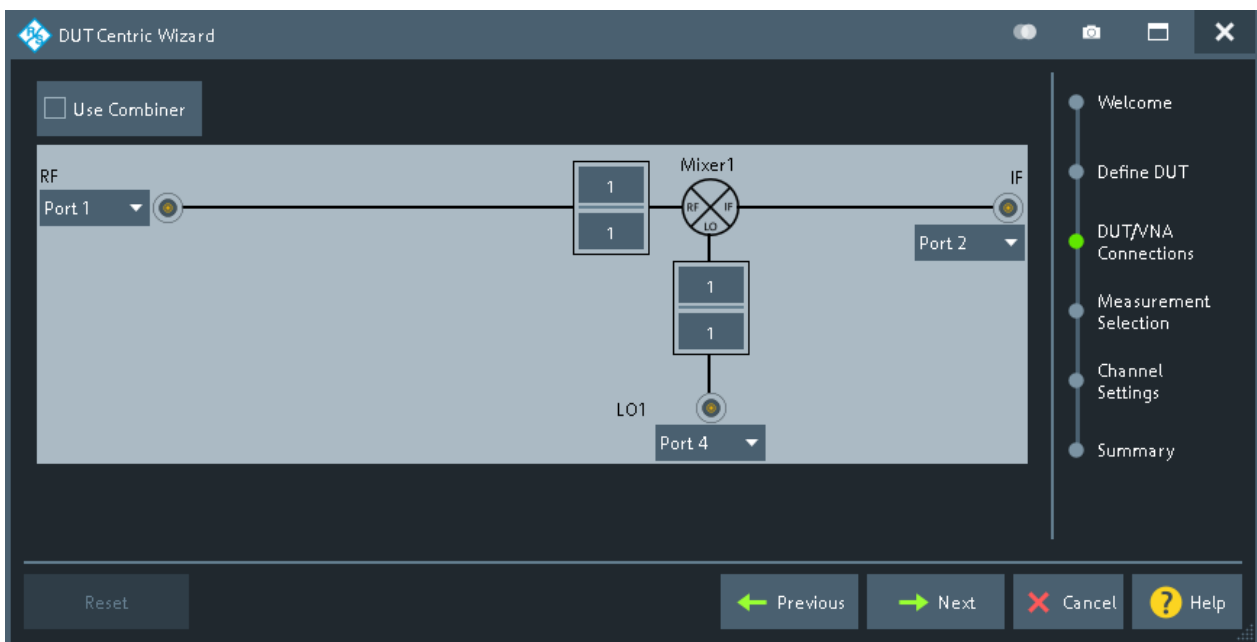 DUT Centric Wizard
Use Combiner
RF
Port 1
1
1
Mixer1
RF
IF
LO
IF
Port 2
1
1
LO1
Port 4
Welcome
Define DUT
DUT/VNA
Connections
Measurement
Selection
Channel
Settings
Summary
Reset
Previous
Next
Cancel
? Help